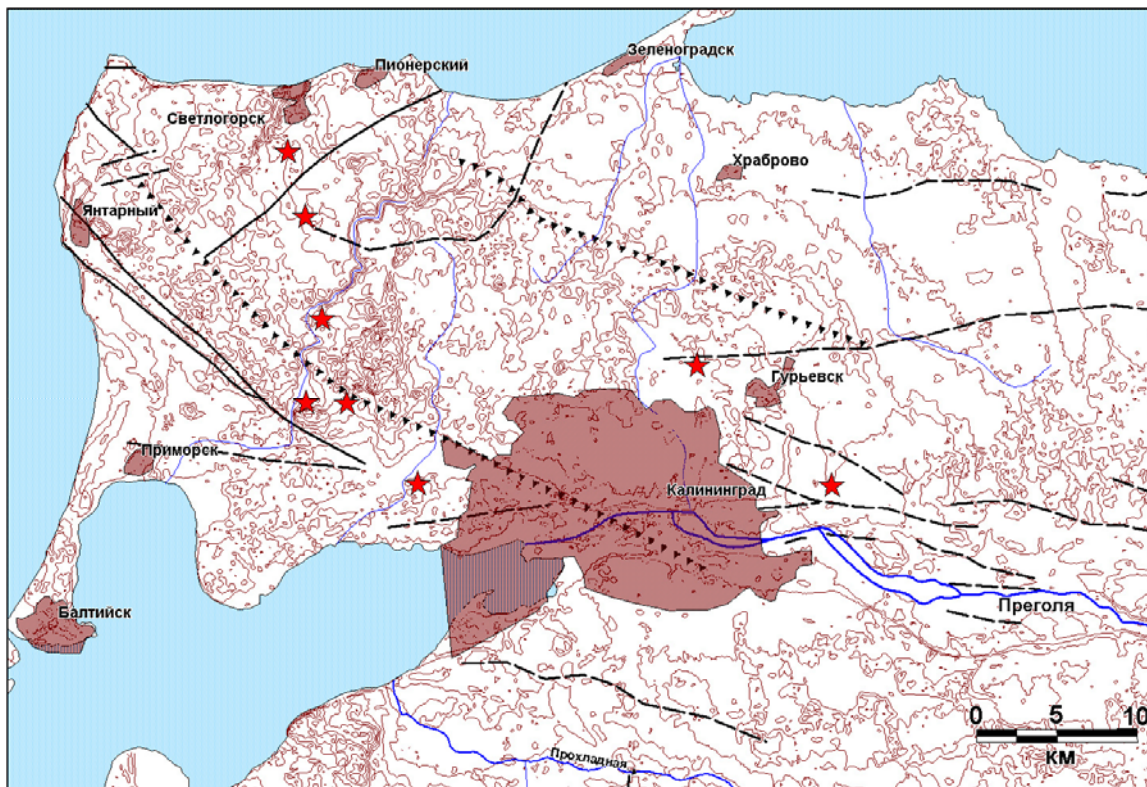 Зеленоградск
Пионерский
Светлогорск
Храброво
Янтарный
Гурьевск
Приморск
Калининград
Балтийск
Преголя
0 5 10
км
Прохладная